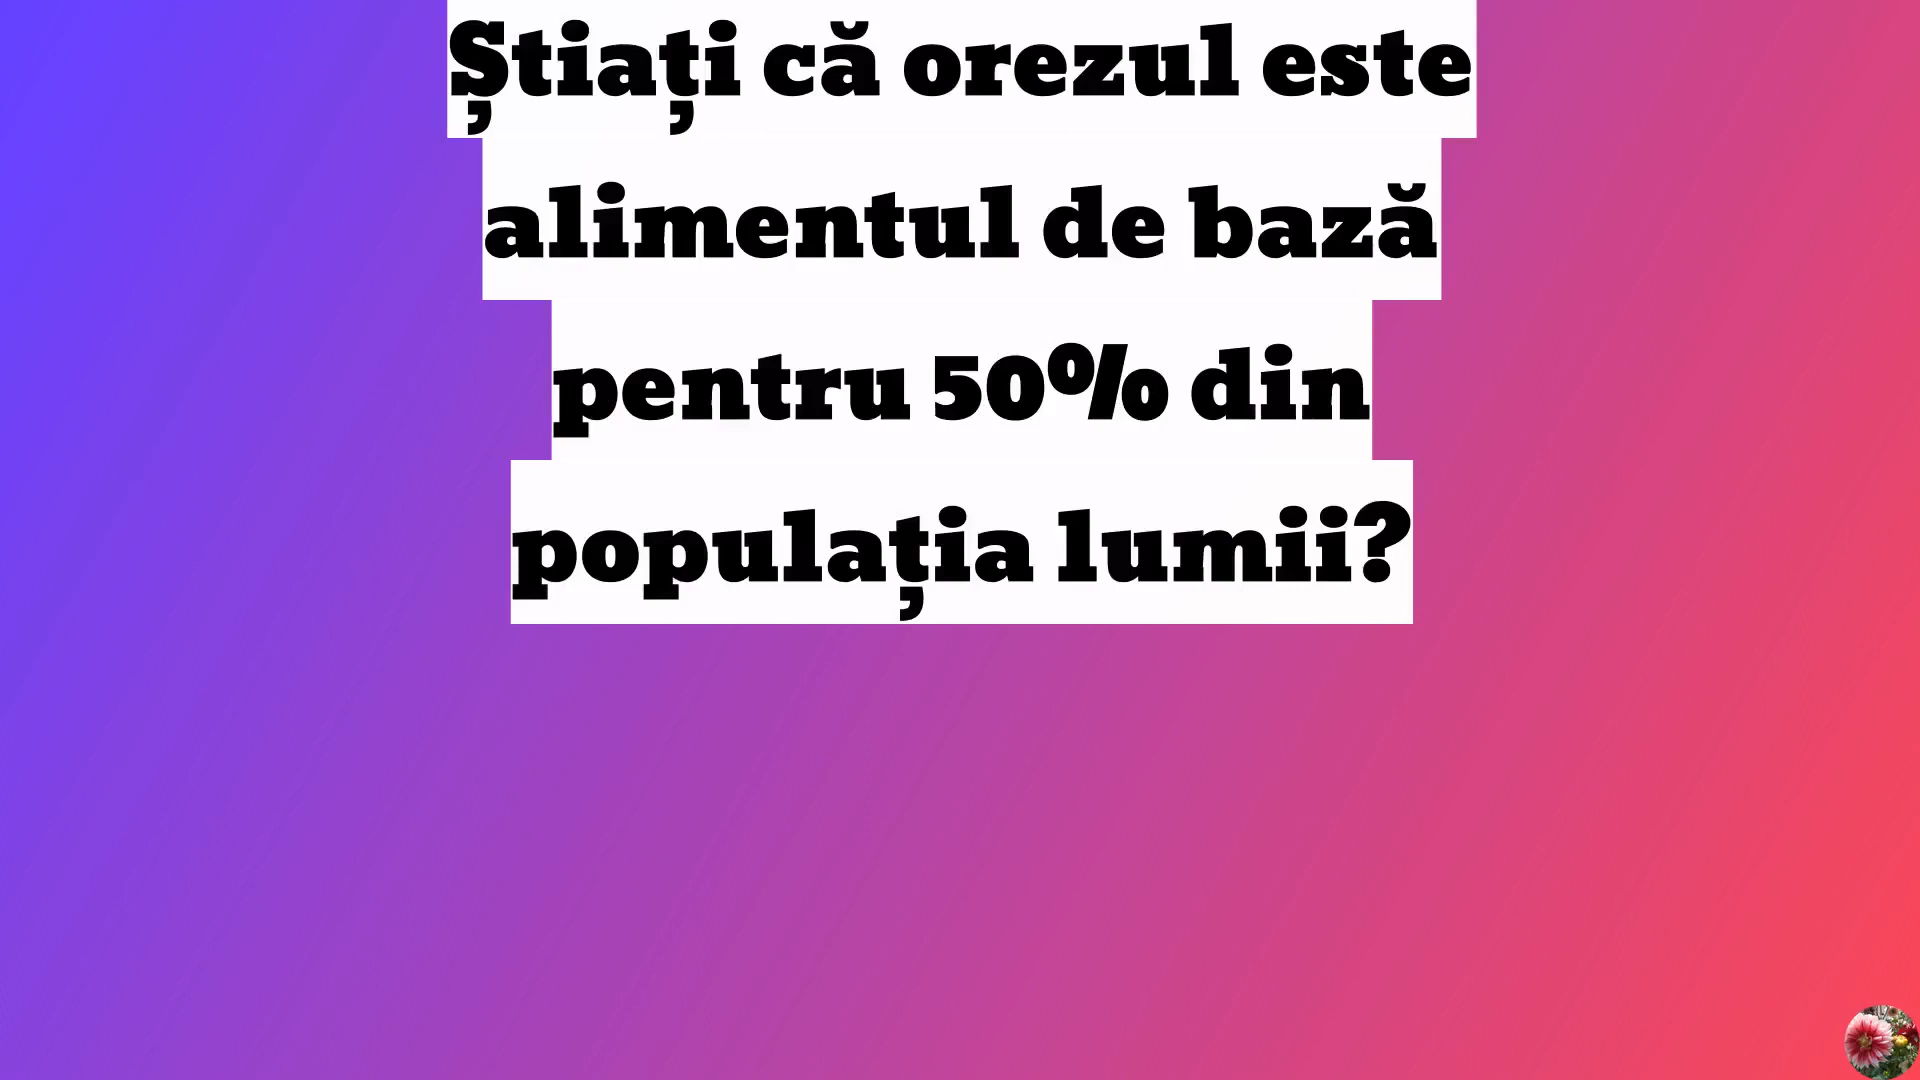 Știați că orezul este
alimentul de bază
pentru 50% din
populația lumii?